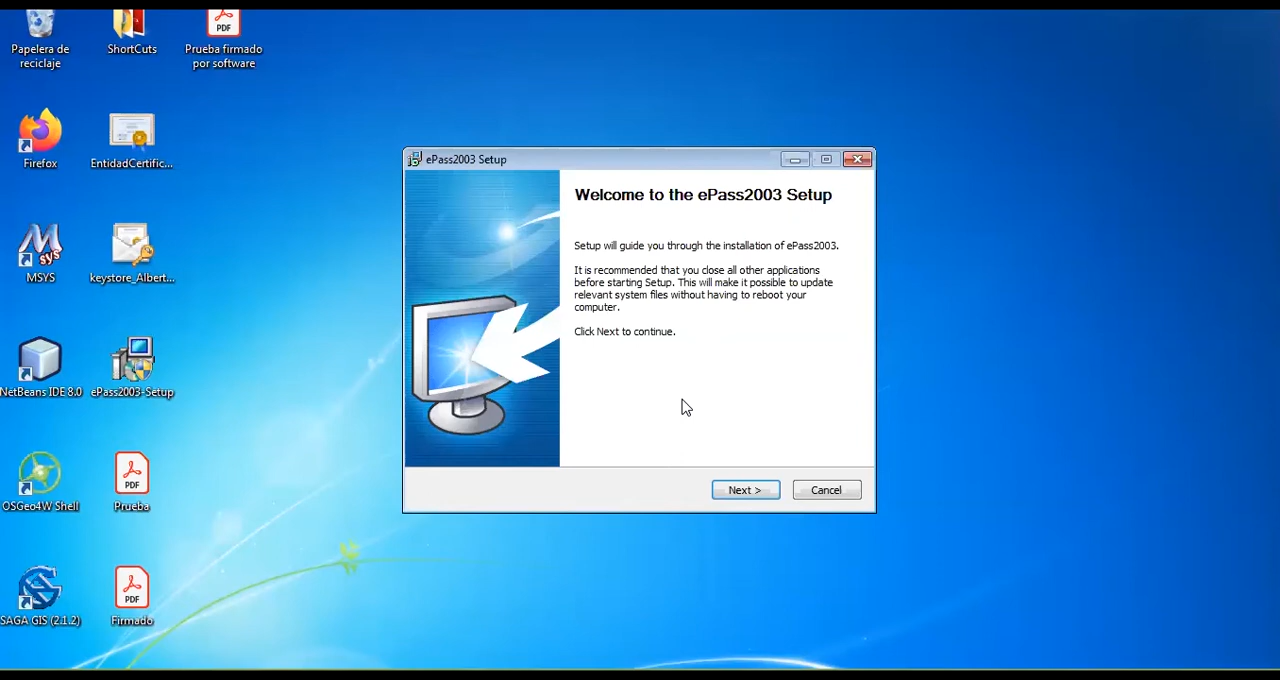 Papelera de
reciclaje
ShortCuts
PDF
Prueba firmado
por software
Firefox
EntidadCertific...
M
sys
MSYS
keystore_Albert...
NetBeans IDE 8.0
ePass2003-Setup
OSGeo4W Shell
PDF
Prueba
SAGA GIS (2.1.2)
PDF
Firmado
ePass2003 Setup
Welcome to the ePass2003 Setup
Setup will guide you through the installation of ePass2003.
It is recommended that you close all other applications
before starting Setup. This will make it possible to update
relevant system files without having to reboot your
computer.
Click Next to continue.
Next >
Cancel